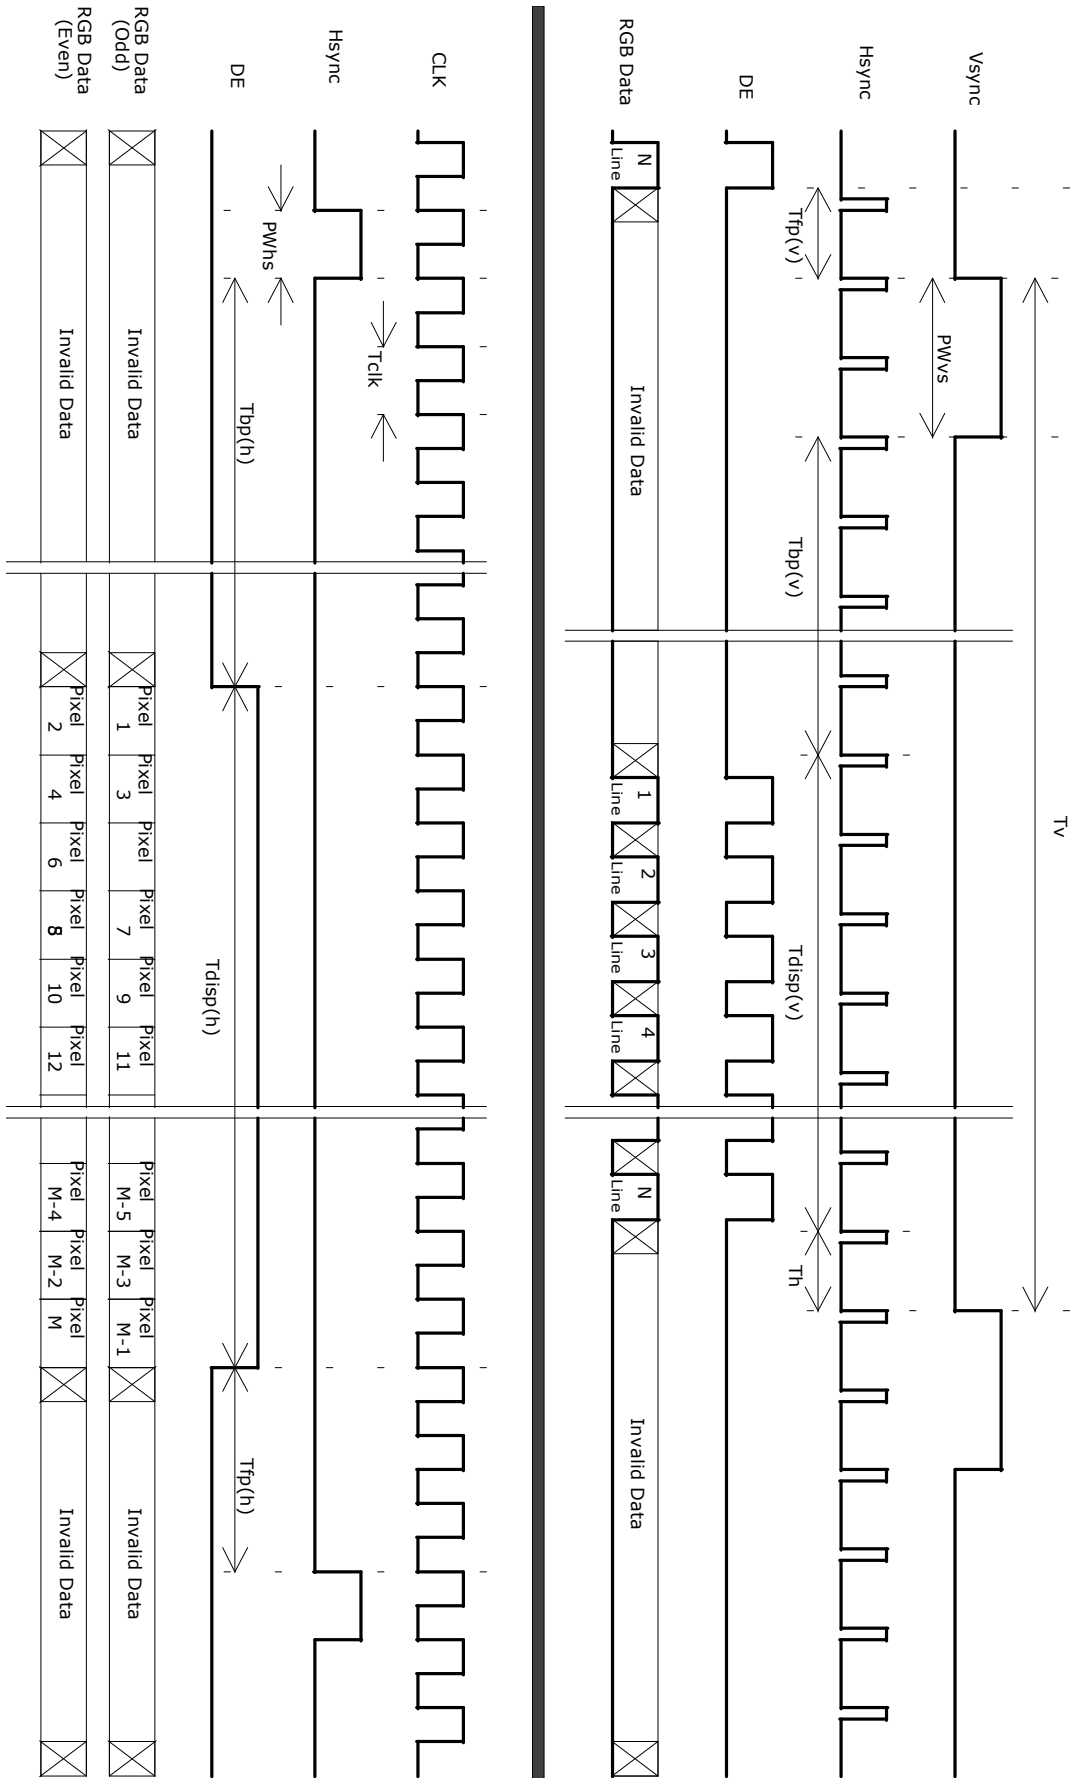 Tv
Vsync
PWvs
Hsync
Tfp(v)
Tbp(v)
Tdisp(v)
Th
DE
RGB Data
N
Line
Invalid Data
1
Line
2
Line
3
Line
4
Line
N
Line
Invalid Data
CLK
Tclk
Hsync
PWhs
DE
Tbp(h)
Tdisp(h)
Tfp(h)
RGB Data
(Odd)
Invalid Data
Pixel
1
Pixel
3
Pixel
Pixel
7
Pixel
9
Pixel
11
Pixel
M-5
Pixel
M-3
Pixel
M-1
Invalid Data
RGB Data
(Even)
Invalid Data
Pixel
2
Pixel
4
Pixel
6
Pixel
8
Pixel
10
Pixel
12
Pixel
M-4
Pixel
M-2
Pixel
M
Invalid Data